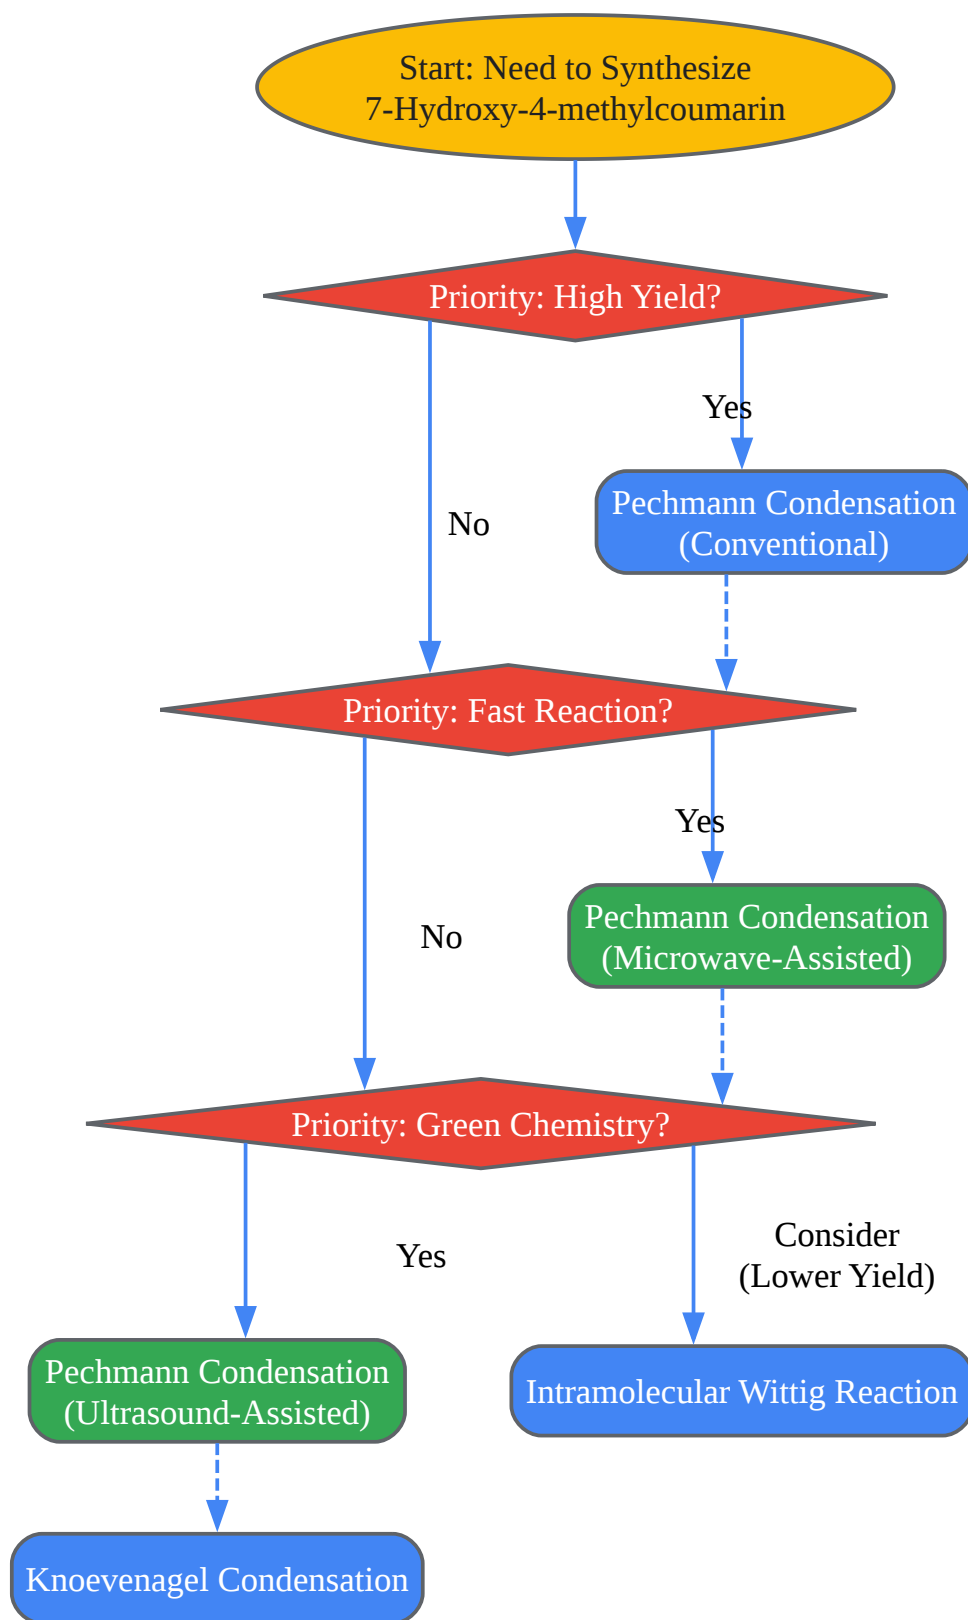 Start: Need to Synthesize
7-Hydroxy-4-methylcoumarin
Priority: High Yield?
Yes
Pechmann Condensation
(Conventional)
No
Priority: Fast Reaction?
Yes
Pechmann Condensation
(Microwave-Assisted)
No
Priority: Green Chemistry?
Yes
Consider
(Lower Yield)
Pechmann Condensation
(Ultrasound-Assisted)
Intramolecular Wittig Reaction
Knoevenagel Condensation